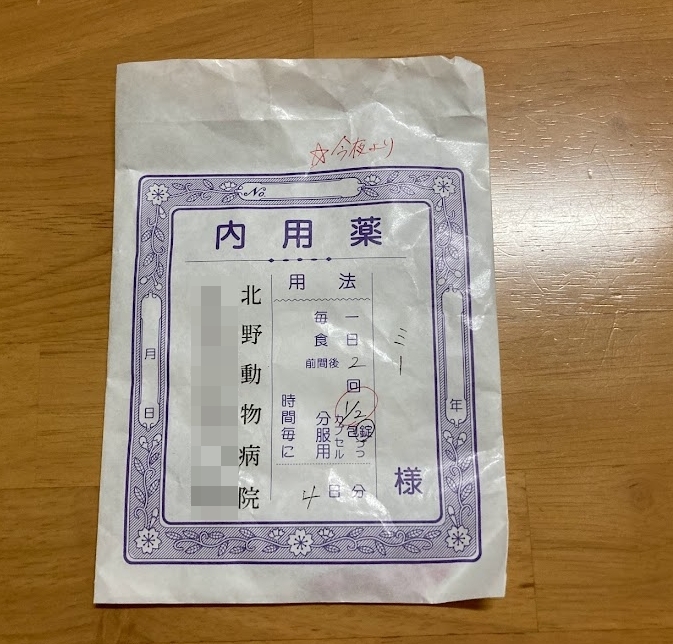 ☆今夜より
No.
内用薬
年
月
日
ミー様
用法
一日2回1/2
包錠
カプセル
ずつ
毎食
前間後
分服用
時間毎に
4日分
北野動物病院